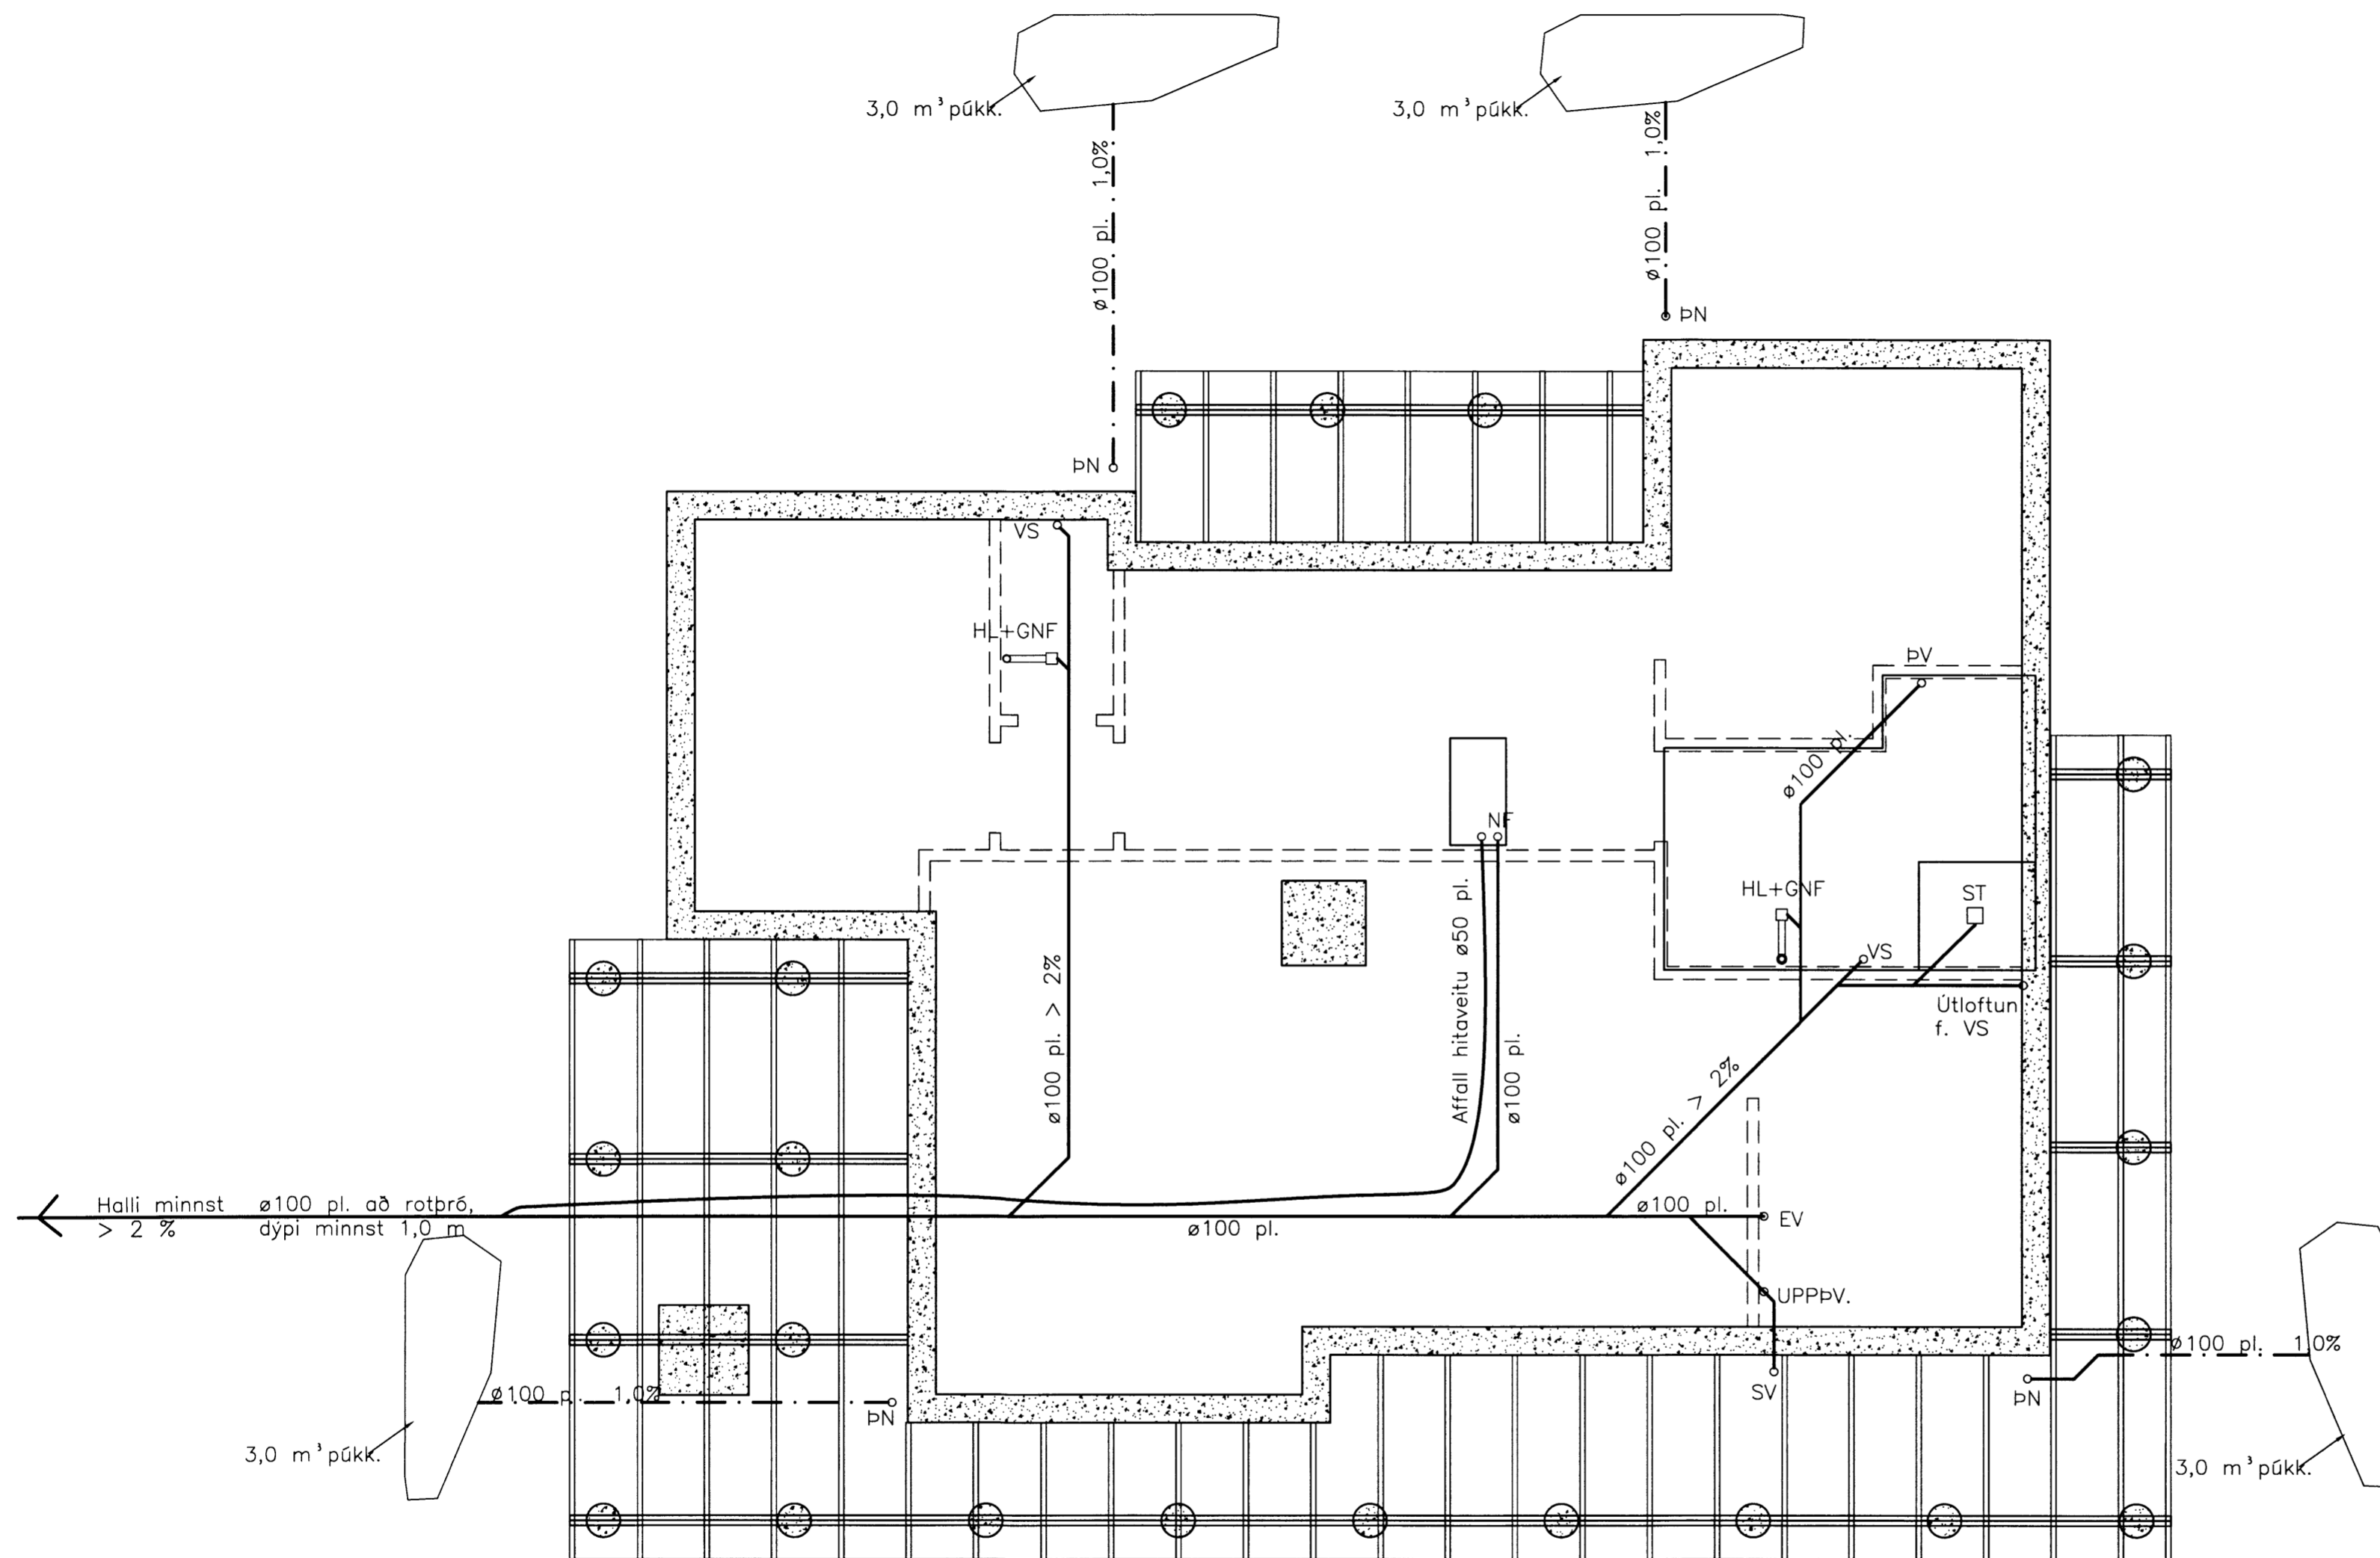 3,0 m³ púkk.
3,0 m³ púkk.
ø100 pl. 1,0%
ø100 pl. 1,0%
ÞN
ÞN
VS
HL+GNF
ÞV
ø100 pl.
NF
HL+GNF
ST
VS
Útloftun
f. VS
ø100 pl. > 2%
Affall hitaveitu ø50 pl.
ø100 pl.
ø100 pl. > 2%
Halli minnst
> 2 %
ø100 pl. að rotþró,
dýpi minnst 1,0 m
ø100 pl.
ø100 pl.
EV
UPPÞV.
SV
ø100 pl. 1,0%
ÞN
ø100 pl. 1,0%
ÞN
3,0 m³ púkk.
3,0 m³ púkk.